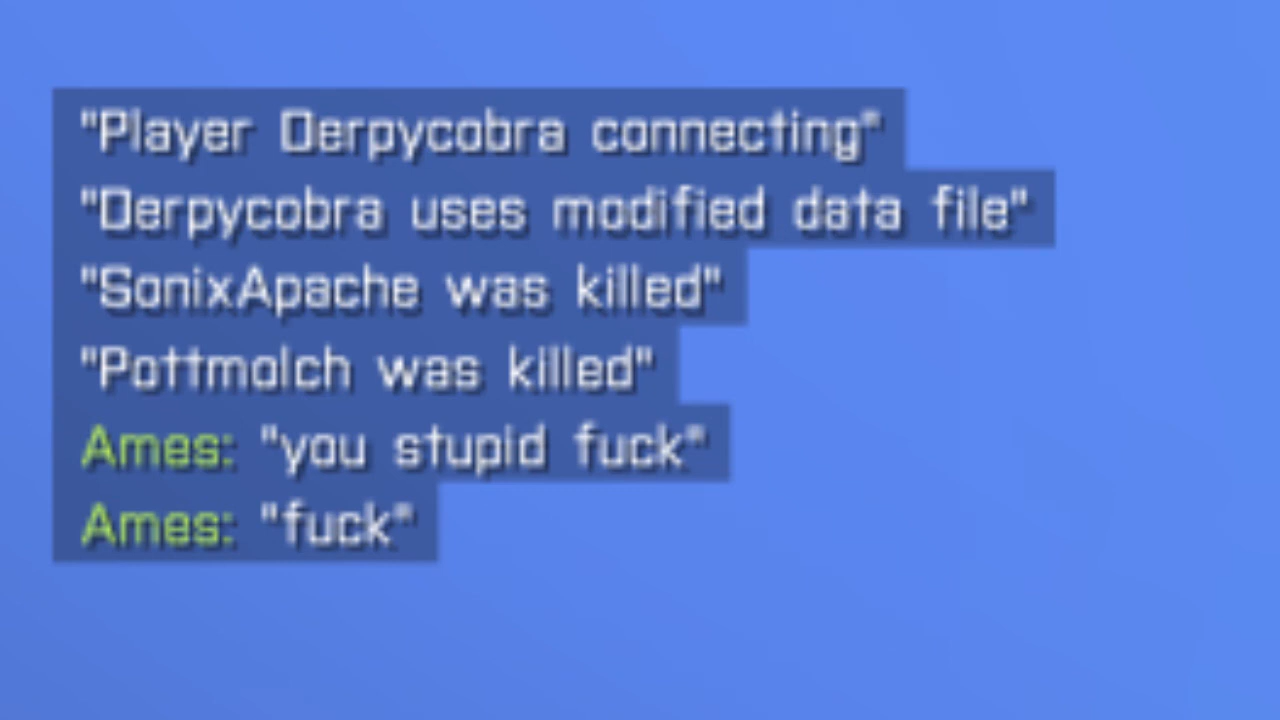 "Player Derpycobra connecting"
"Derpycobra uses modified data file"
"SonixApache was killed"
"Pottmolch was killed"
Ames: "you stupid fuck"
Ames: "fuck"